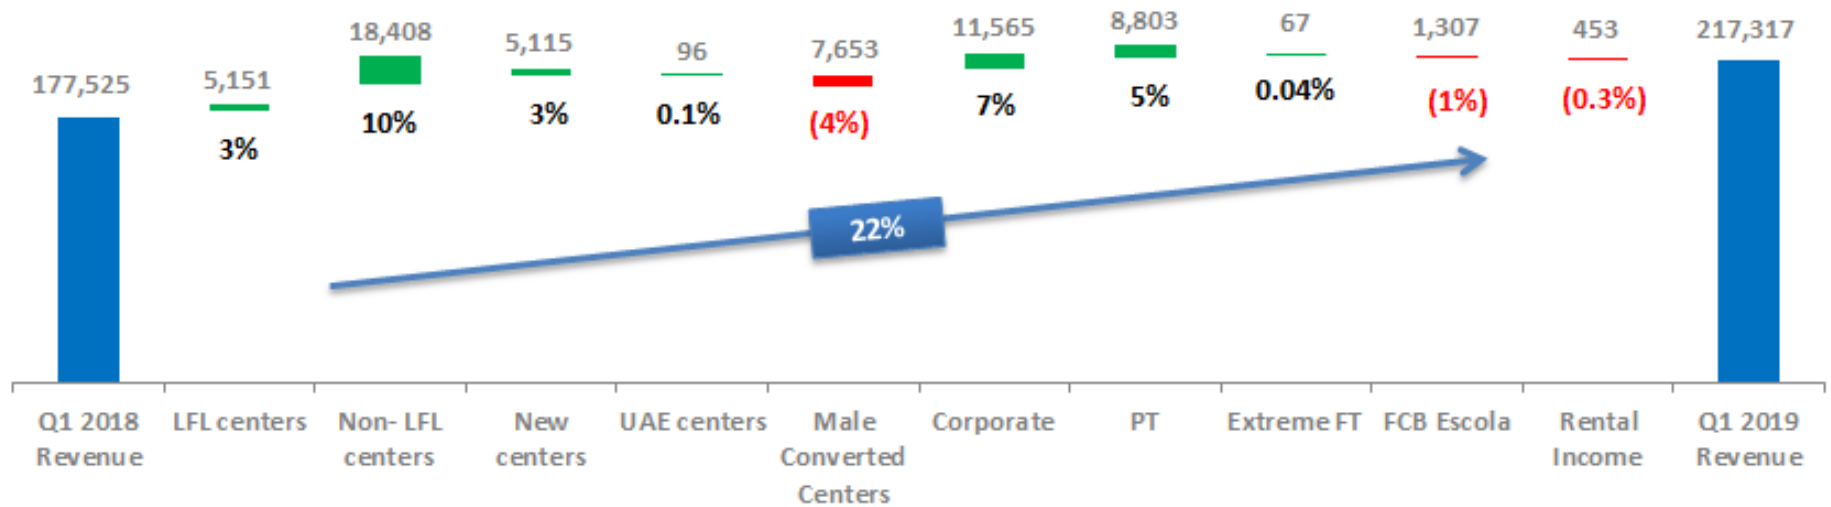 177,525
5,151
3%
18,408
10%
5,115
3%
96
0.1%
7,653
(4%)
11,565
7%
8,803
5%
67
0.04%
1,307
(1%)
453
(0.3%)
217,317
22%
Q1 2018
Revenue
LFL centers
Non- LFL
centers
New
centers
UAE centers
Male
Converted
Centers
Corporate
PT
Extreme FT
FCB Escola
Rental
Income
Q1 2019
Revenue